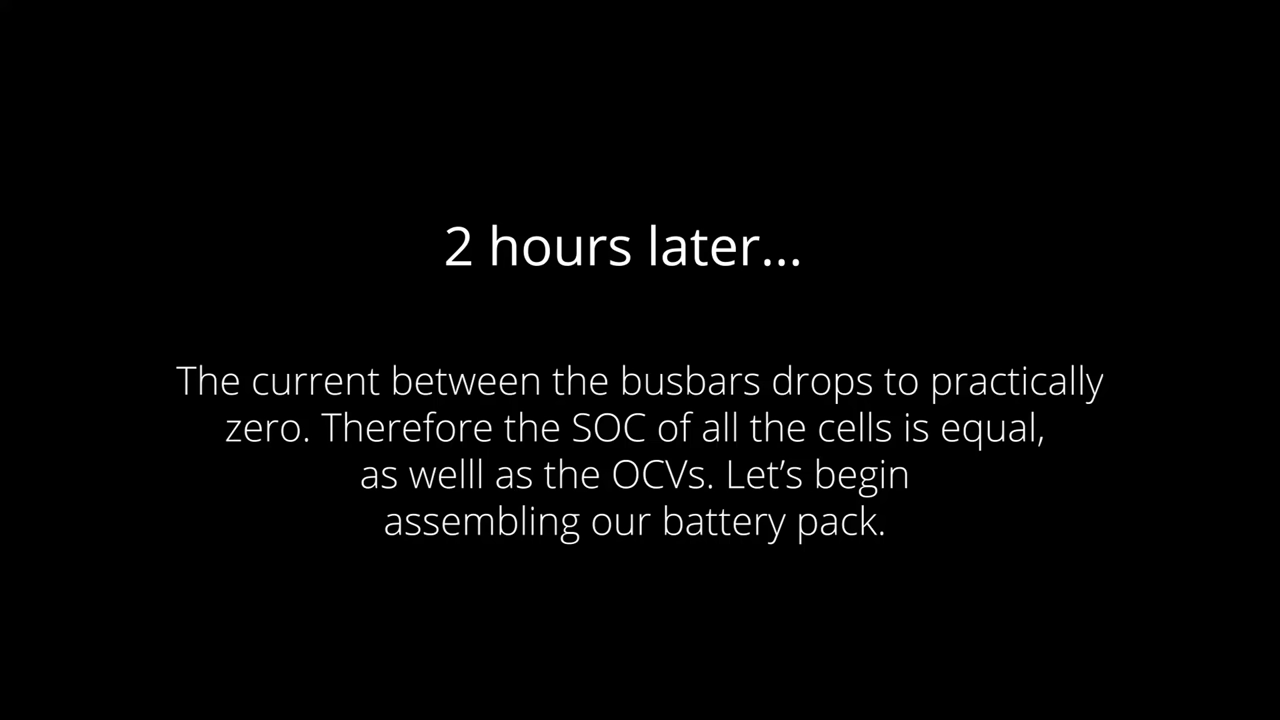 2 hours later...
The current between the busbars drops to practically
zero. Therefore the SOC of all the cells is equal,
as welll as the OCVs. Let’s begin
assembling our battery pack.